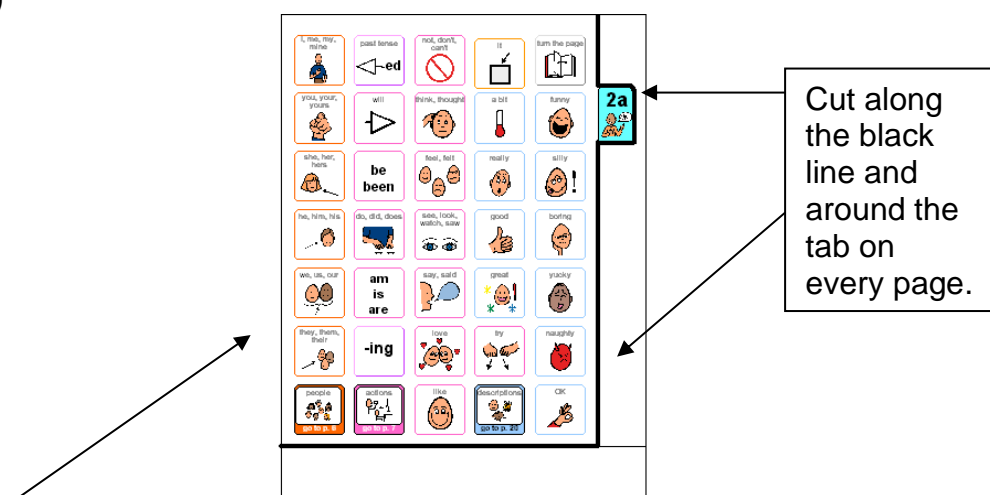 I, me, my,
mine
past tense
ed
not, don't,
can't
it
turn the page
you, your,
yours
will
think, thought
a bit
funny
2a
she, her,
hers
be
been
feel, felt
really
silly
he, him, his
do, did, does
see, look,
watch, saw
good
boring
we, us, our
am
is
are
say, said
great
yucky
they, them,
their
-ing
love
try
naughty
people
go to p. 6
actions
go to p. 7
like
descriptions
go to p. 20
OK
Cut along
the black
line and
around the
tab on
every page.